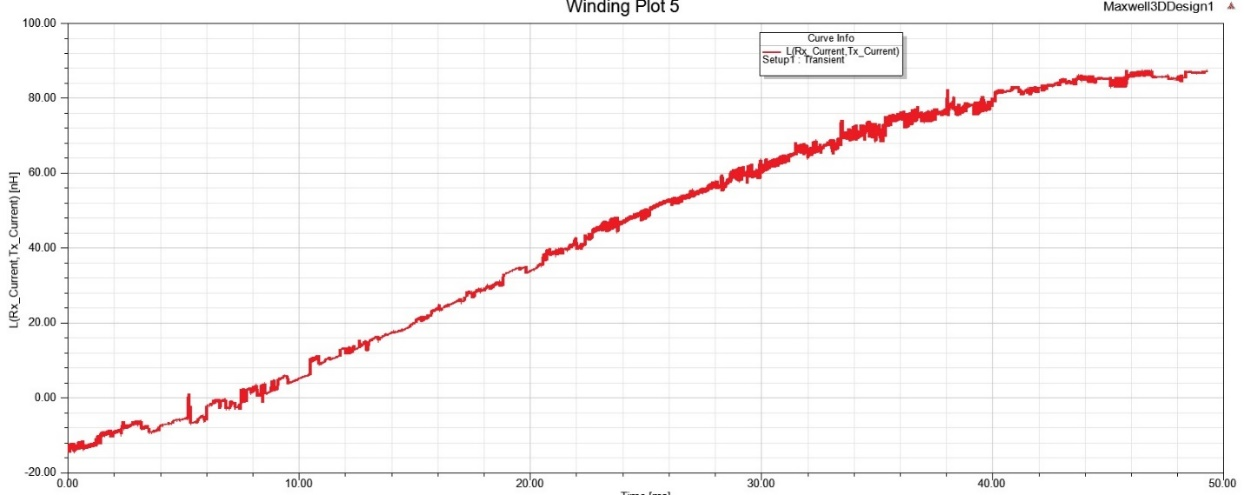 Winding Plot 5
Maxwell3DDesign1
Curve Info
L(Rx_Current,Tx_Current)
Setup1 : Transient
L(Rx_Current,Tx_Current) [nH]
100.00
80.00
60.00
40.00
20.00
0.00
-20.00
0.00 10.00 20.00 30.00 40.00 50.00
Time [ms]